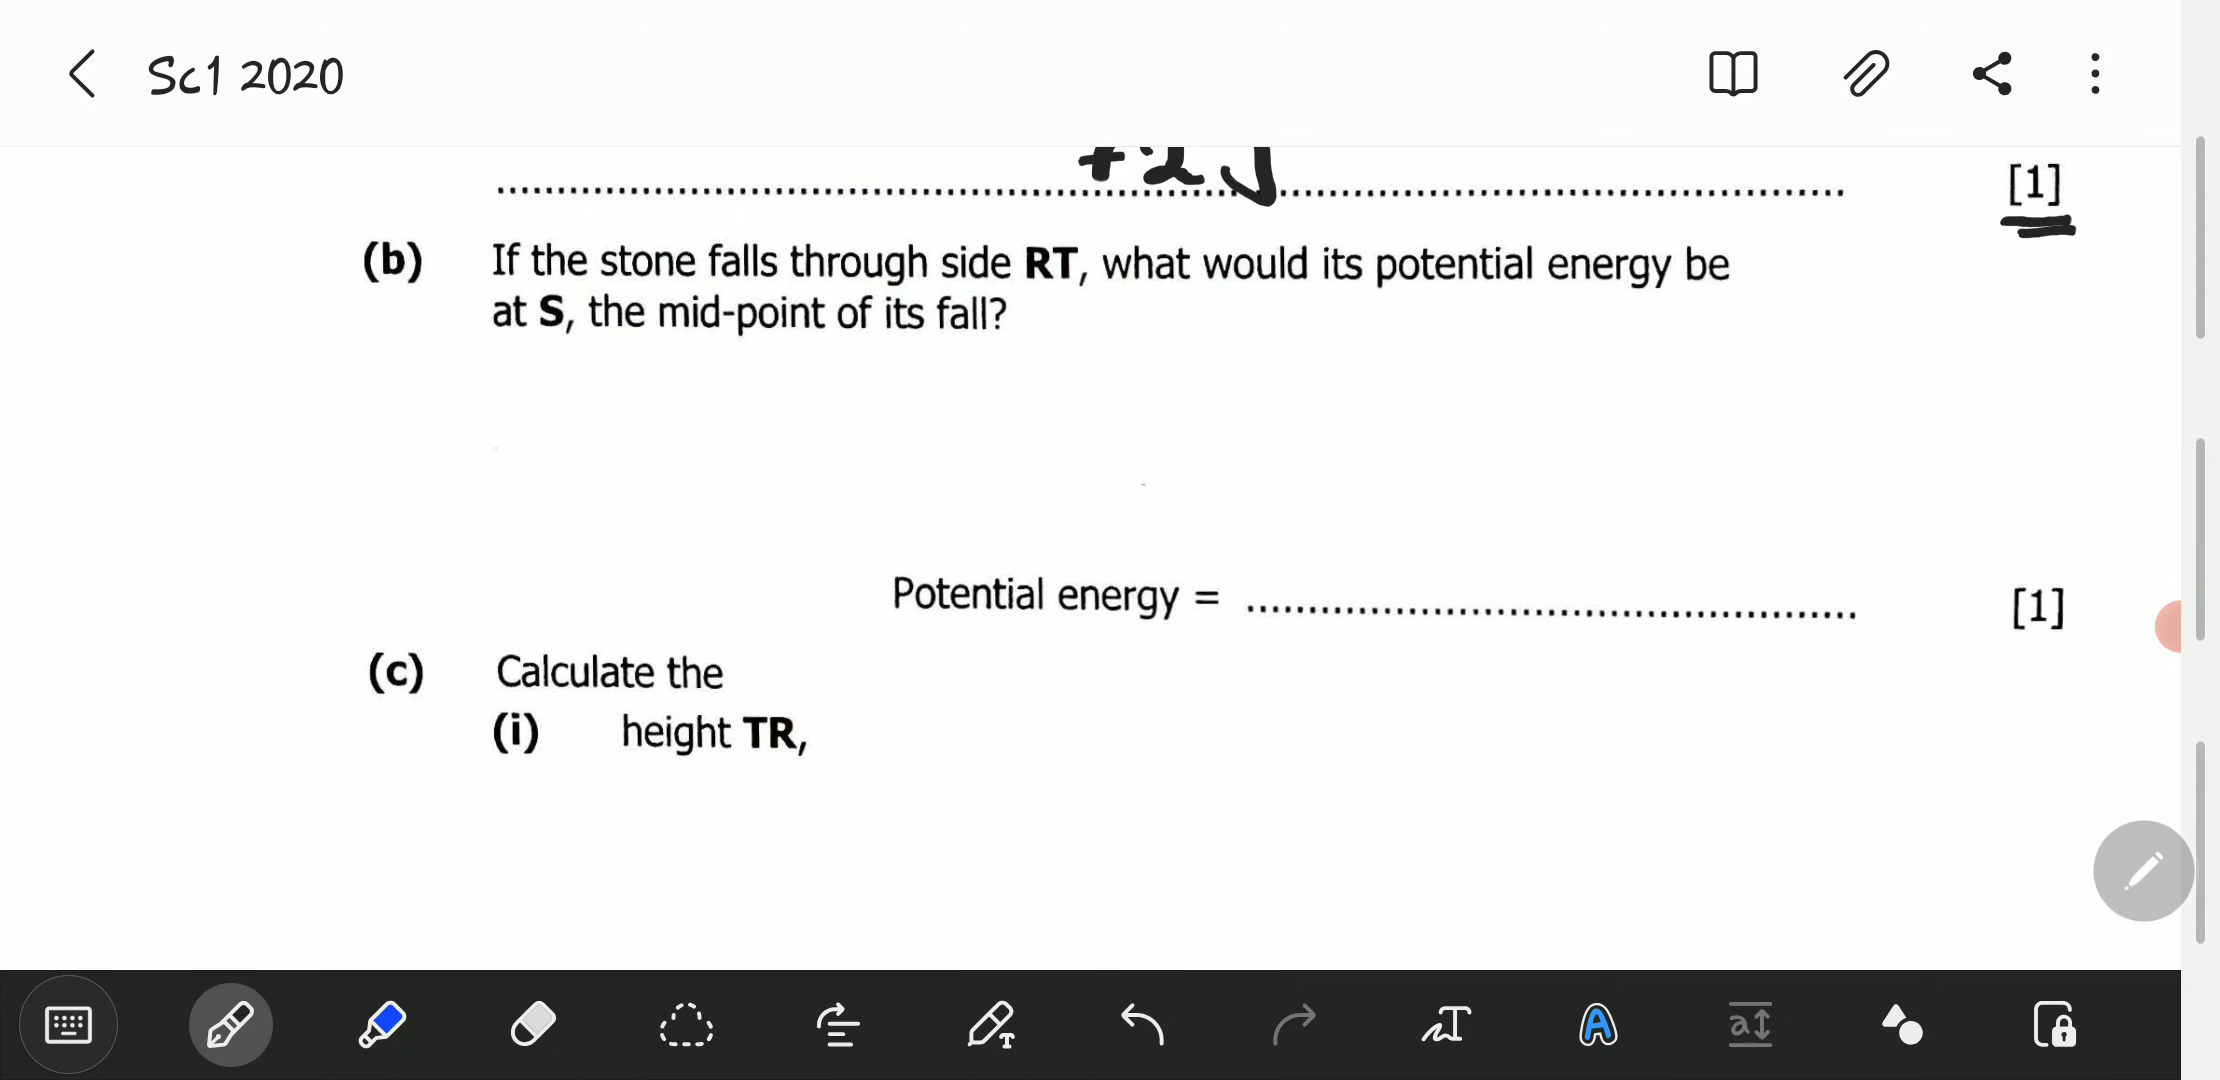 Sc1 2020
[1]
(b) If the stone falls through side RT, what would its potential energy be
at S, the mid-point of its fall?
Potential energy = ................................................ [1]
(c) Calculate the
(i) height TR,